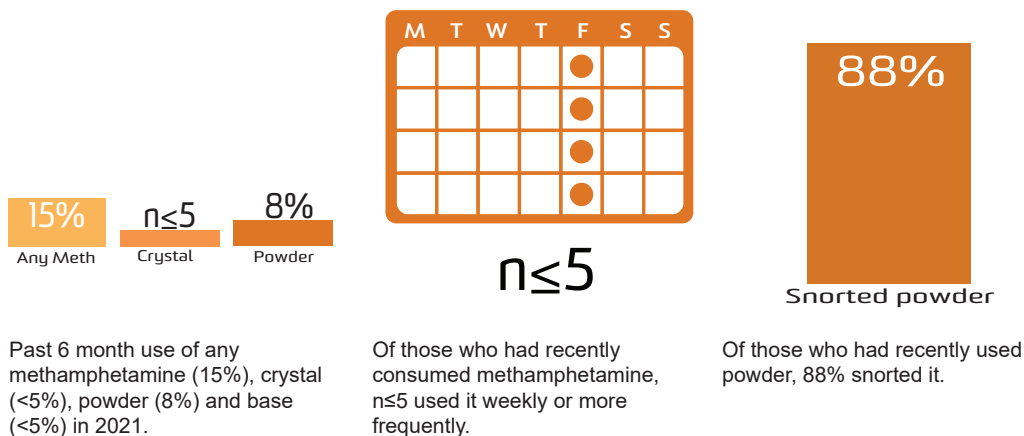 15%
Any Meth
n≤5
Crystal
8%
Powder
Past 6 month use of any
methamphetamine (15%), crystal
(<5%), powder (8%) and base
(<5%) in 2021.
M T W T F S S
n≤5
Of those who had recently
consumed methamphetamine,
n≤5 used it weekly or more
frequently.
88%
Snorted powder
Of those who had recently used
powder, 88% snorted it.